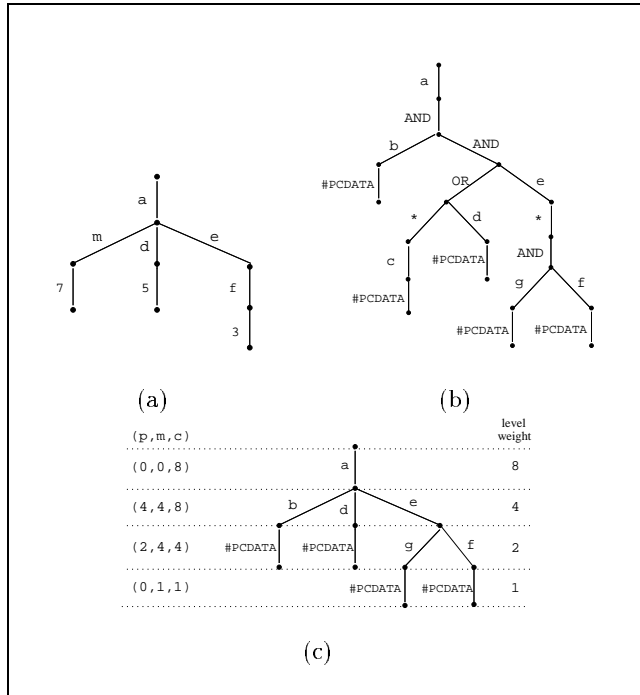 a
m
d
e
7
5
f
3
(a)
a
AND
b
AND
#PCDATA
OR
e
*
d
*
c
#PCDATA
AND
#PCDATA
g
f
#PCDATA
#PCDATA
(b)
(p,m,c)
level
weight
(0,0,8)
a
8
(4,4,8)
b
d
e
4
(2,4,4)
#PCDATA
#PCDATA
g
f
2
(0,1,1)
#PCDATA
#PCDATA
1
(c)